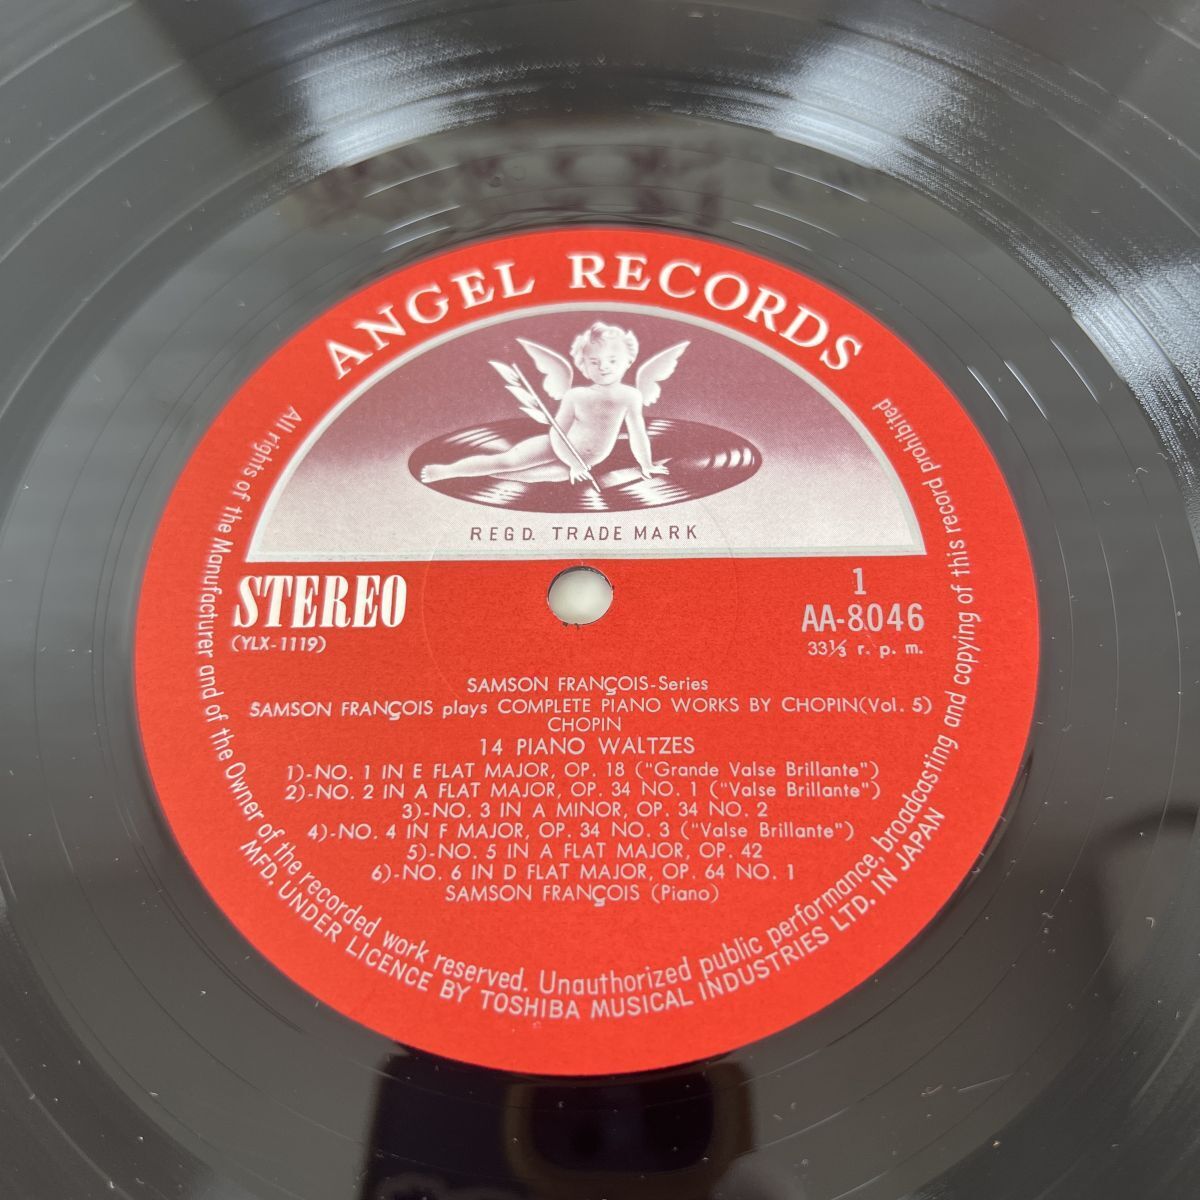 ANGEL RECORDS
REGD. TRADE MARK
STEREO
(YLX-1119)
1
AA-8046
33⅓ r. p. m.
SAMSON FRANÇOIS-Series
SAMSON FRANÇOIS plays COMPLETE PIANO WORKS BY CHOPIN(Vol. 5)
CHOPIN
14 PIANO WALTZES
1)-NO. 1 IN E FLAT MAJOR, OP. 18 ("Grande Valse Brillante")
2)-NO. 2 IN A FLAT MAJOR, OP. 34 NO. 1 ("Valse Brillante")
3)-NO. 3 IN A MINOR, OP. 34 NO. 2
4)-NO. 4 IN F MAJOR, OP. 34 NO. 3 ("Valse Brillante")
5)-NO. 5 IN A FLAT MAJOR, OP. 42
6)-NO. 6 IN D FLAT MAJOR, OP. 64 NO. 1
SAMSON FRANÇOIS (Piano)
All rights of the Manufacturer and of the Owner of the recorded work reserved. Unauthorized public performance, broadcasting and copying of this record prohibited
MFD. UNDER LICENCE BY TOSHIBA MUSICAL INDUSTRIES LTD. IN JAPAN